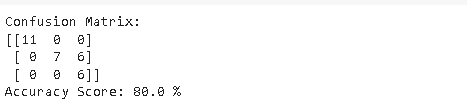 Confusion Matrix:
[[11  0  0]
 [ 0  7  6]
 [ 0  0  6]]
Accuracy Score: 80.0 %